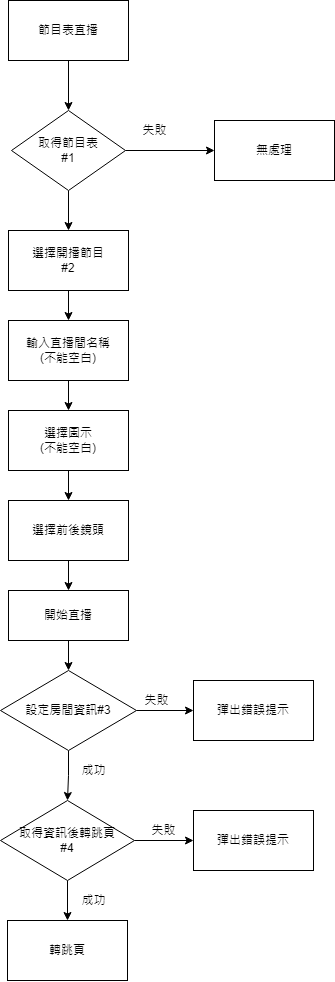 節目表直播
失敗
取得節目表
#1
無處理
選擇開播節目
#2
輸入直播間名稱
(不能空白)
選擇圖示
(不能空白)
選擇前後鏡頭
開始直播
失敗
設定房間資訊#3
彈出錯誤提示
成功
失敗
取得資訊後轉跳頁
#4
彈出錯誤提示
成功
轉跳頁